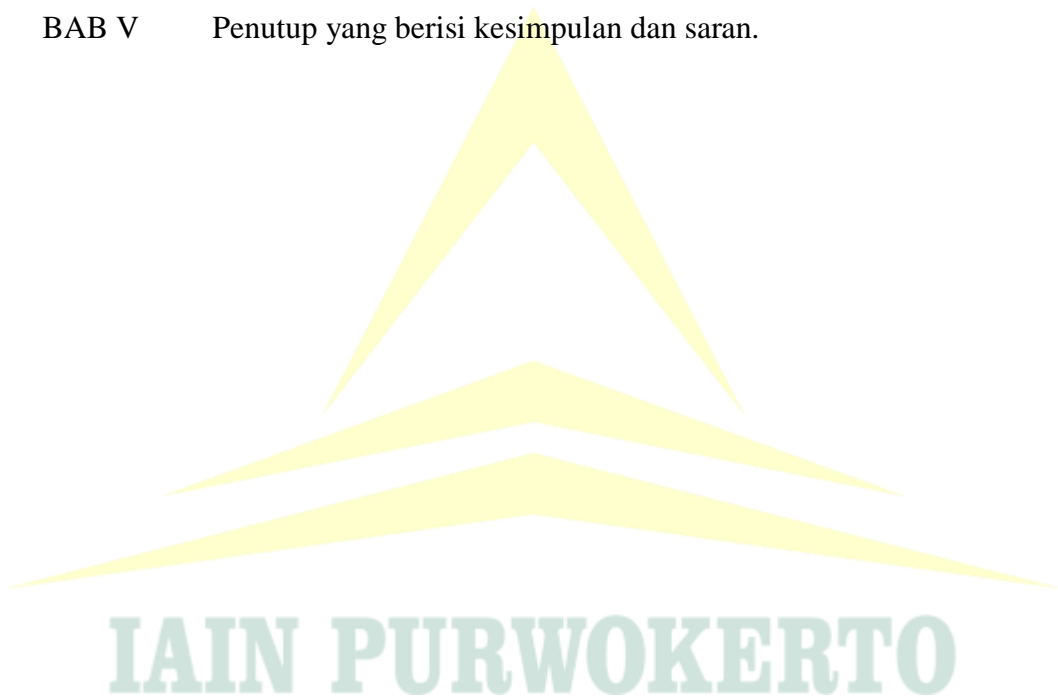 BAB V Penutup yang berisi kesimpulan dan saran.
IAIN PURWOKERTO